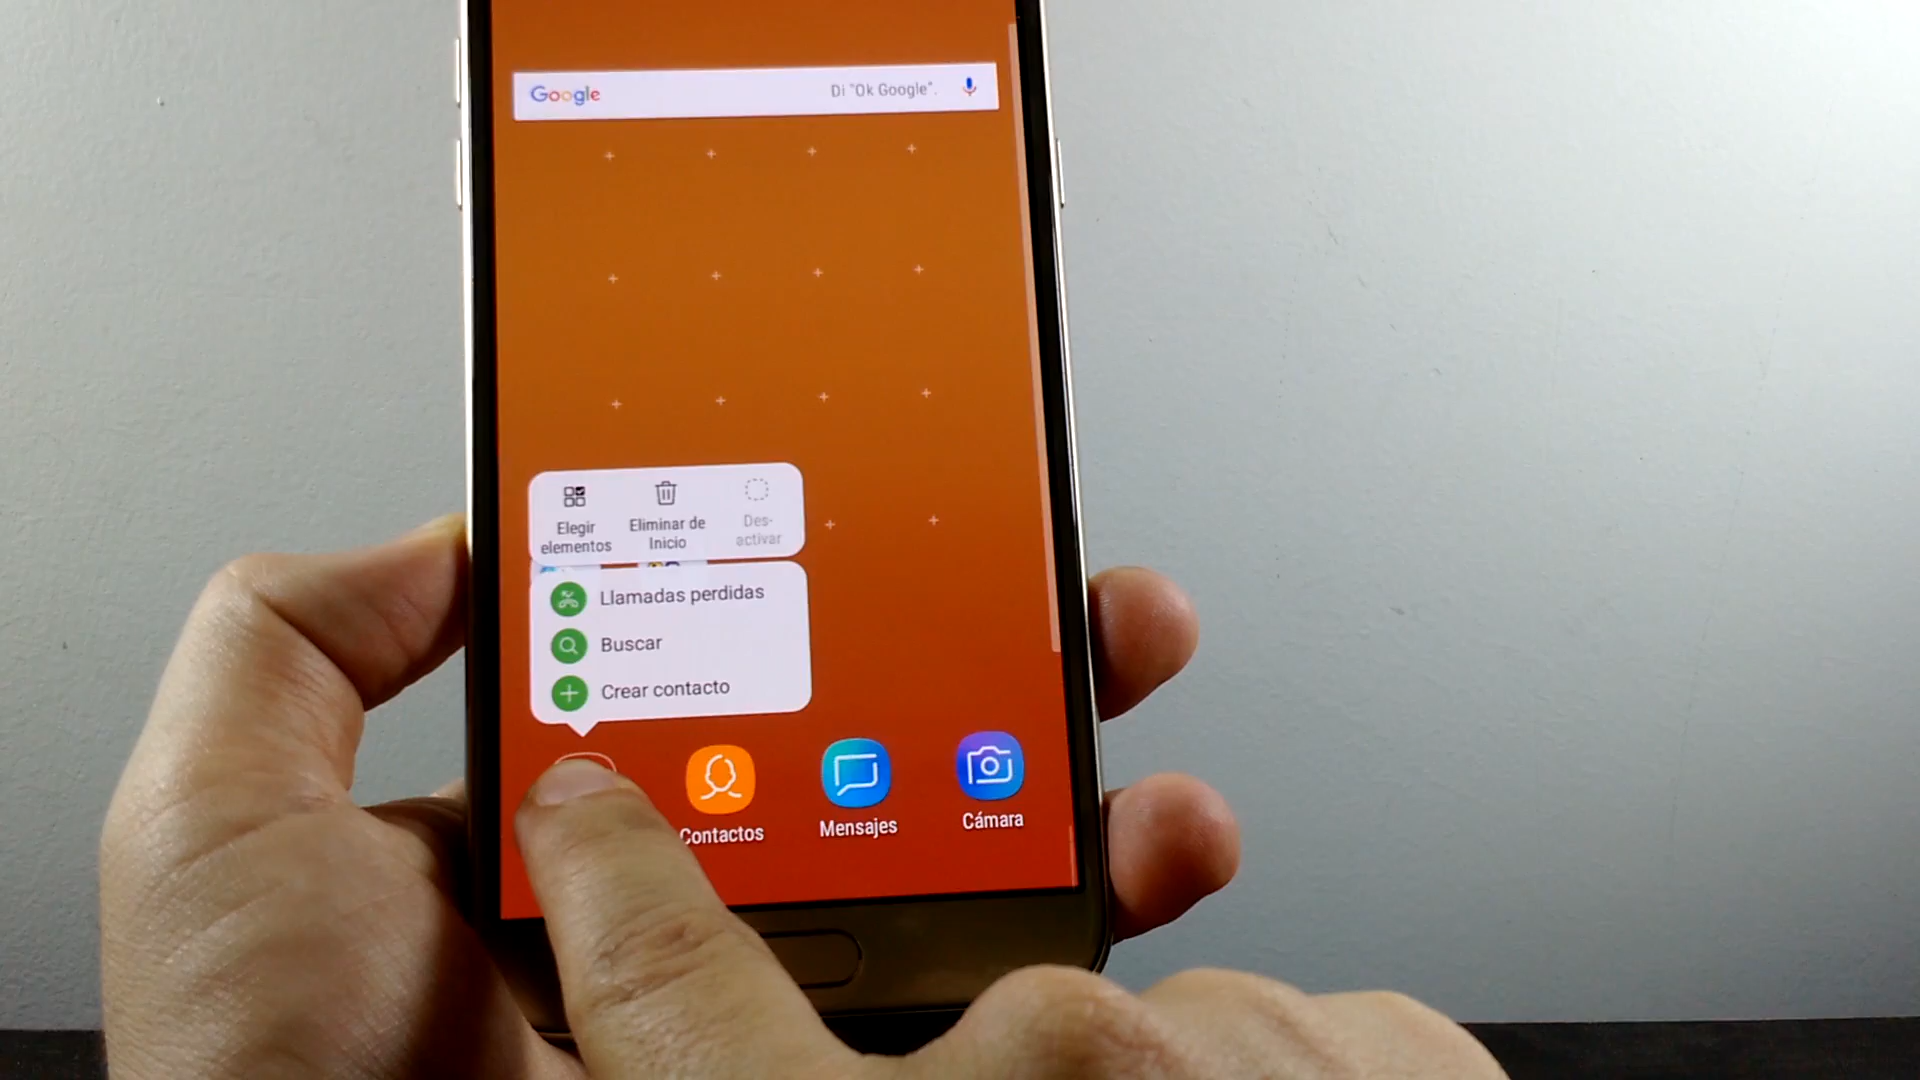 Google Di "Ok Google".
Elegir
elementos
Eliminar de
Inicio
Des-
activar
Llamadas perdidas
Buscar
Crear contacto
Contactos
Mensajes
Cámara